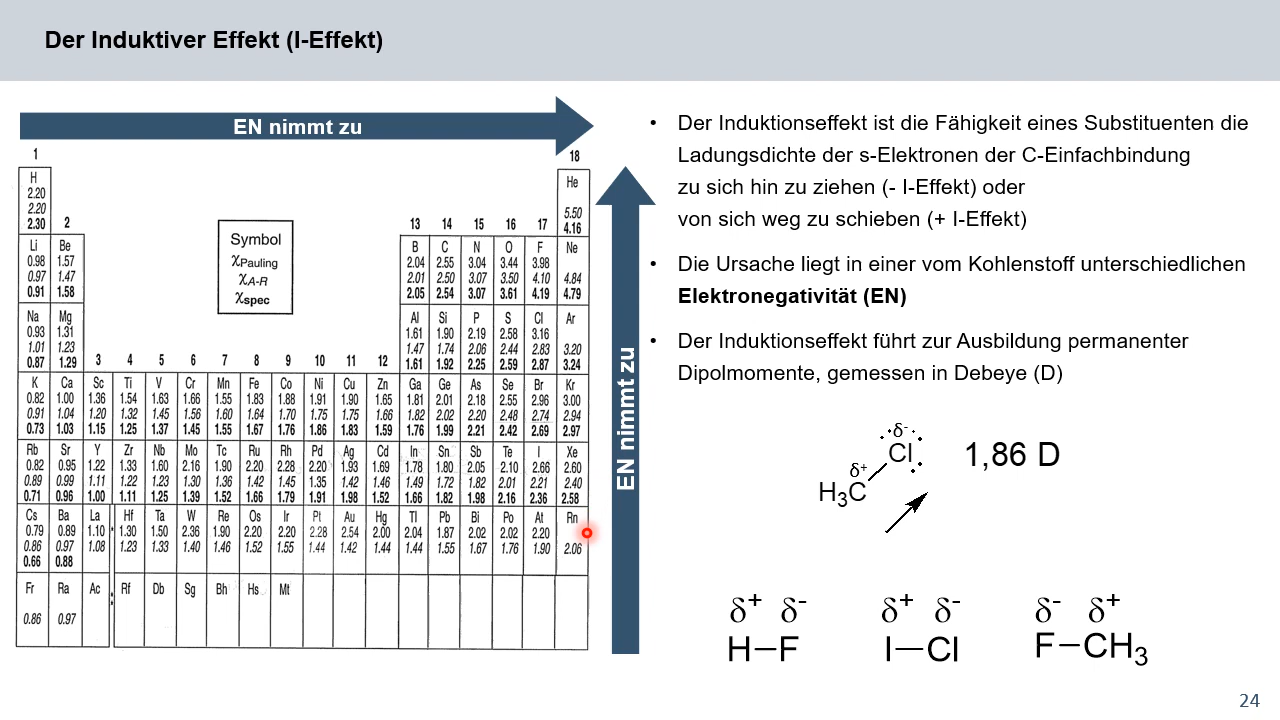 Der Induktiver Effekt (I-Effekt)
EN nimmt zu
1 18
H He
2.20
2.20 5.50
2.30 2 13 14 15 16 17 4.16
Li Be B C N O F Ne
0.98 1.57 2.04 2.55 3.04 3.44 3.98
0.97 1.47 2.01 2.50 3.07 3.50 4.10 4.84
0.91 1.58 2.05 2.54 3.07 3.61 4.19 4.79
Symbol
χPauling
χA-R
χspec
Na Mg Al Si P S Cl Ar
0.93 1.31 1.61 1.90 2.19 2.58 3.16
1.01 1.23 1.47 1.74 2.06 2.44 2.83 3.20
0.87 1.29 3 4 5 6 7 8 9 10 11 12 1.61 1.92 2.25 2.59 2.87 3.24
K Ca Sc Ti V Cr Mn Fe Co Ni Cu Zn Ga Ge As Se Br Kr
0.82 1.00 1.36 1.54 1.63 1.66 1.55 1.83 1.88 1.91 1.90 1.65 1.81 2.01 2.18 2.55 2.96 3.00
0.91 1.04 1.20 1.32 1.45 1.56 1.60 1.64 1.70 1.75 1.75 1.66 1.82 2.02 2.20 2.48 2.74 2.94
0.73 1.03 1.15 1.25 1.37 1.45 1.55 1.67 1.76 1.86 1.83 1.59 1.76 1.99 2.21 2.42 2.69 2.97
Rb Sr Y Zr Nb Mo Tc Ru Rh Pd Ag Cd In Sn Sb Te I Xe
0.82 0.95 1.22 1.33 1.60 2.16 1.90 2.20 2.28 2.20 1.93 1.69 1.78 1.80 2.05 2.10 2.66 2.60
0.89 0.99 1.11 1.22 1.23 1.30 1.36 1.42 1.45 1.35 1.42 1.46 1.49 1.72 1.82 2.01 2.21 2.40
0.71 0.96 1.00 1.11 1.25 1.39 1.52 1.66 1.79 1.91 1.98 1.52 1.66 1.82 1.98 2.16 2.36 2.58
Cs Ba La Hf Ta W Re Os Ir Pt Au Hg Tl Pb Bi Po At Rn
0.79 0.89 1.10 1.30 1.50 2.36 1.90 2.20 2.20 2.28 2.54 2.00 2.04 1.87 2.02 2.02 2.20
0.86 0.97 1.08 1.23 1.33 1.40 1.46 1.52 1.55 1.44 1.42 1.44 1.44 1.55 1.67 1.76 1.90 2.06
0.66 0.88
Fr Ra Ac Rf Db Sg Bh Hs Mt
0.86 0.97
EN nimmt zu
• Der Induktionseffekt ist die Fähigkeit eines Substituenten die
Ladungsdichte der s-Elektronen der C-Einfachbindung
zu sich hin zu ziehen (- I-Effekt) oder
von sich weg zu schieben (+ I-Effekt)
• Die Ursache liegt in einer vom Kohlenstoff unterschiedlichen
Elektronegativität (EN)
• Der Induktionseffekt führt zur Ausbildung permanenter
Dipolmomente, gemessen in Debeye (D)
δ-
Cl 1,86 D
δ+
H3C
δ+ δ- δ+ δ- δ- δ+
H–F I–Cl F–CH3
24